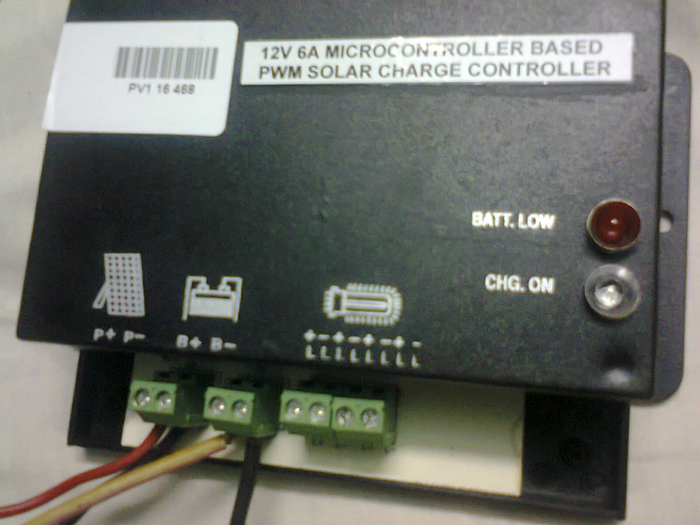 12V 6A MICROCONTROLLER BASED
PWM SOLAR CHARGE CONTROLLER
PV1 16 468
BATT. LOW
CHG. ON
P+ P-
B+ B-
+ - + - + - + -
L L L L L L L L